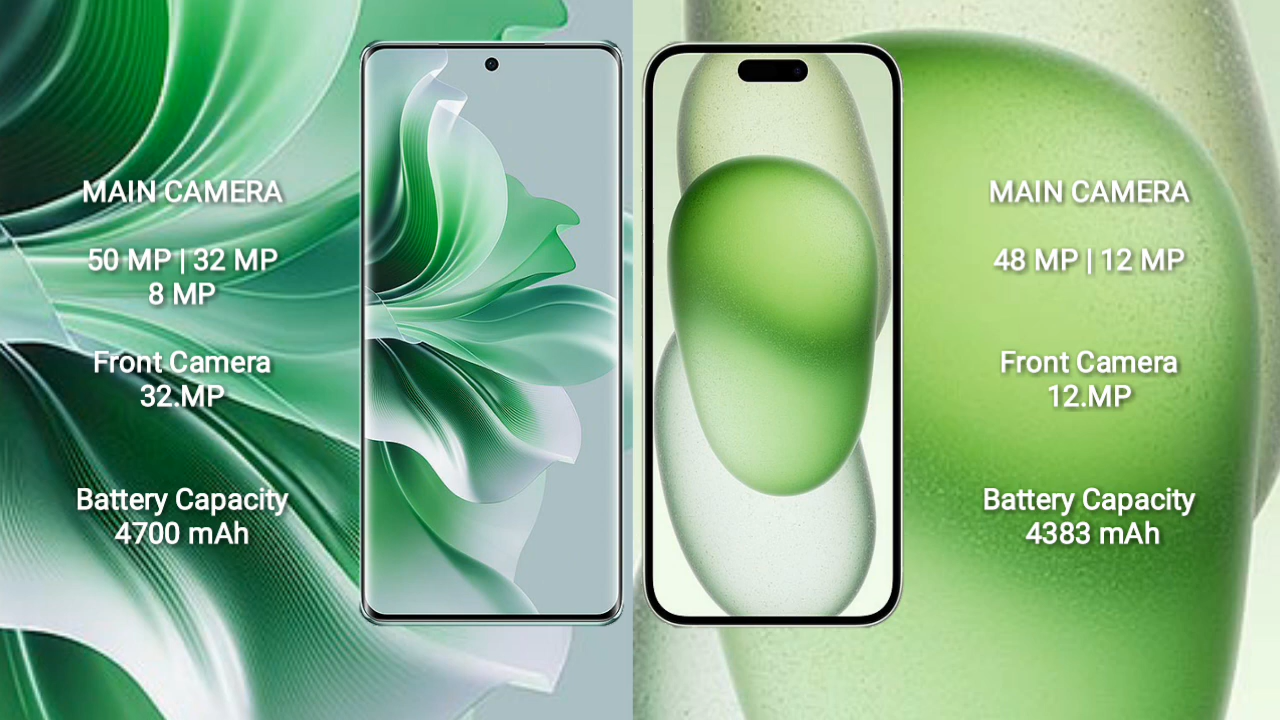 MAIN CAMERA
50 MP | 32 MP
8 MP
Front Camera
32.MP
Battery Capacity
4700 mAh
MAIN CAMERA
48 MP | 12 MP
Front Camera
12.MP
Battery Capacity
4383 mAh